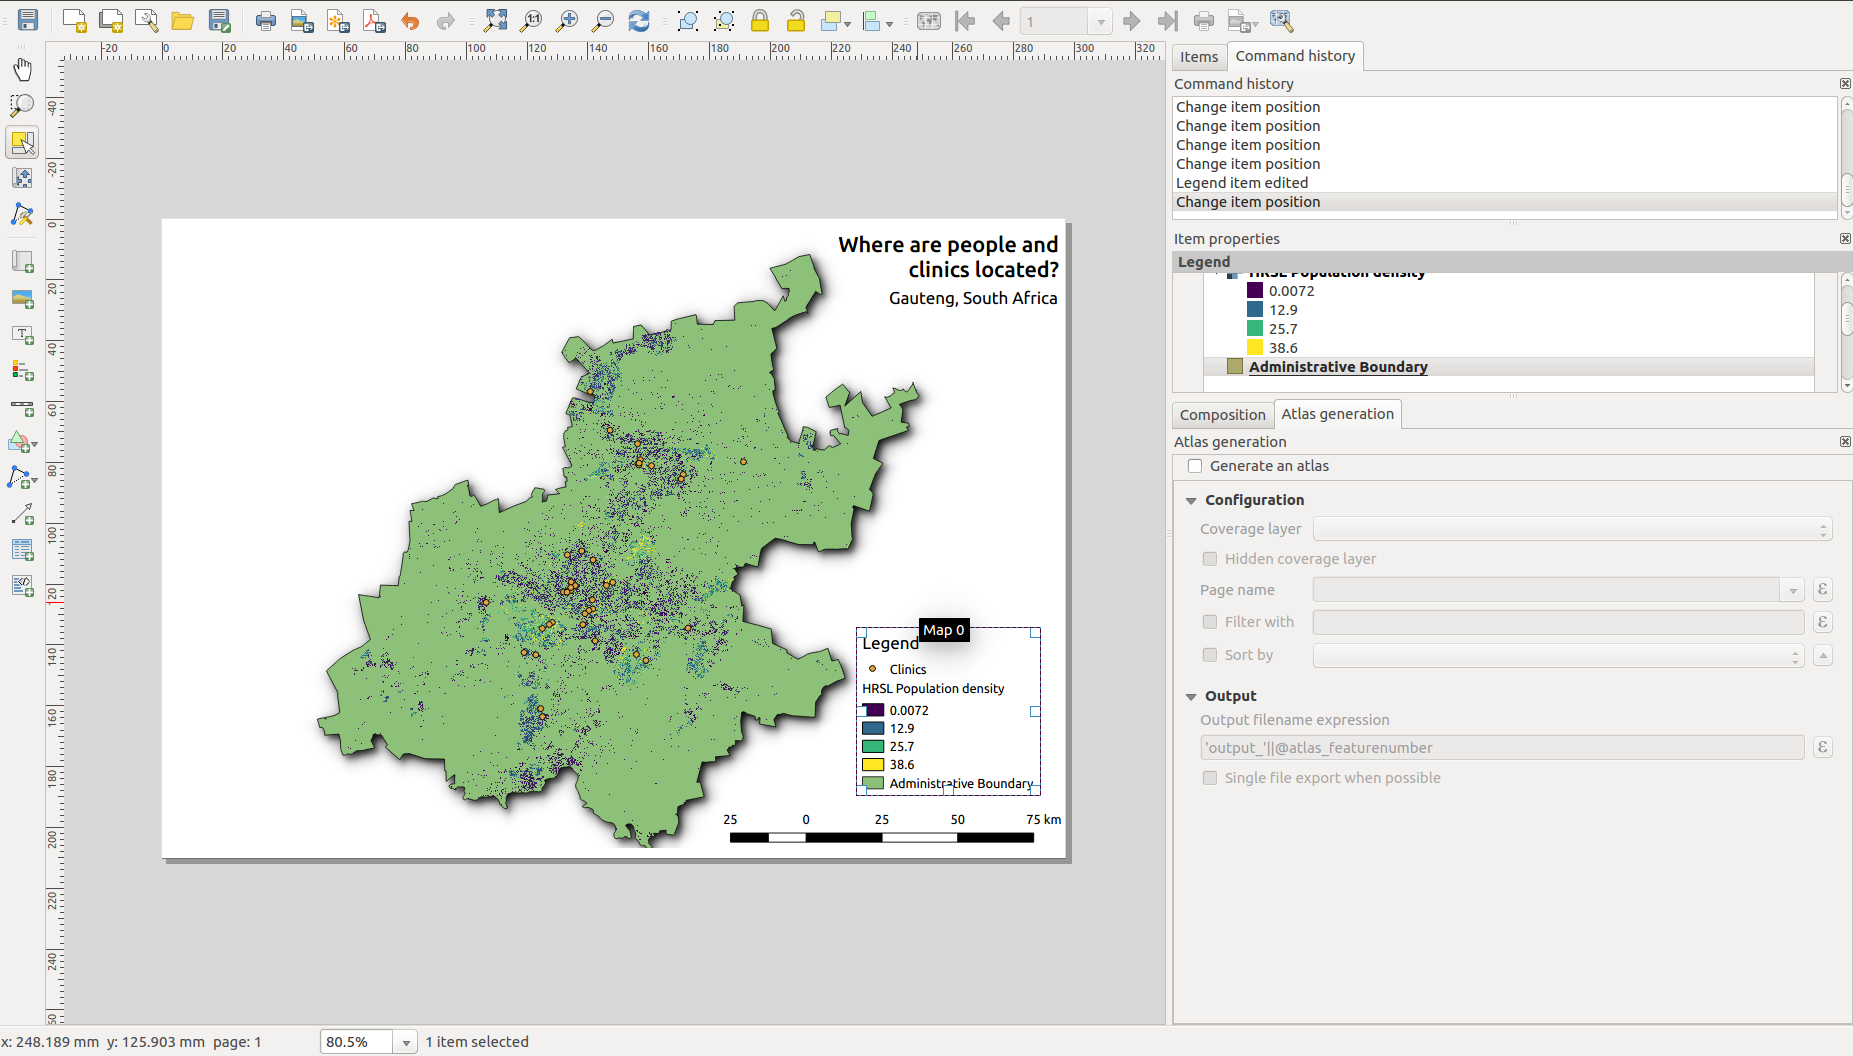 1:1
1
Items
Command history
-20
0
20
40
60
80
100
120
140
160
180
200
220
240
260
280
300
320
Command history
Change item position
Change item position
Change item position
Change item position
Legend item edited
Change item position
Item properties
Legend
HRSL Population density
0.0072
12.9
25.7
38.6
Administrative Boundary
Composition
Atlas generation
Atlas generation
Generate an atlas
Configuration
Coverage layer
Hidden coverage layer
Page name
Filter with
Sort by
Output
Output filename expression
'output_'||@atlas_featurenumber
Single file export when possible
-40
-20
0
20
40
60
80
100
120
140
160
180
200
220
240
Where are people and
clinics located?
Gauteng, South Africa
Map 0
Legend
Clinics
HRSL Population density
0.0072
12.9
25.7
38.6
Administrative Boundary
25 0 25 50 75 km
x: 248.189 mm y: 125.903 mm page: 1
80.5%
1 item selected